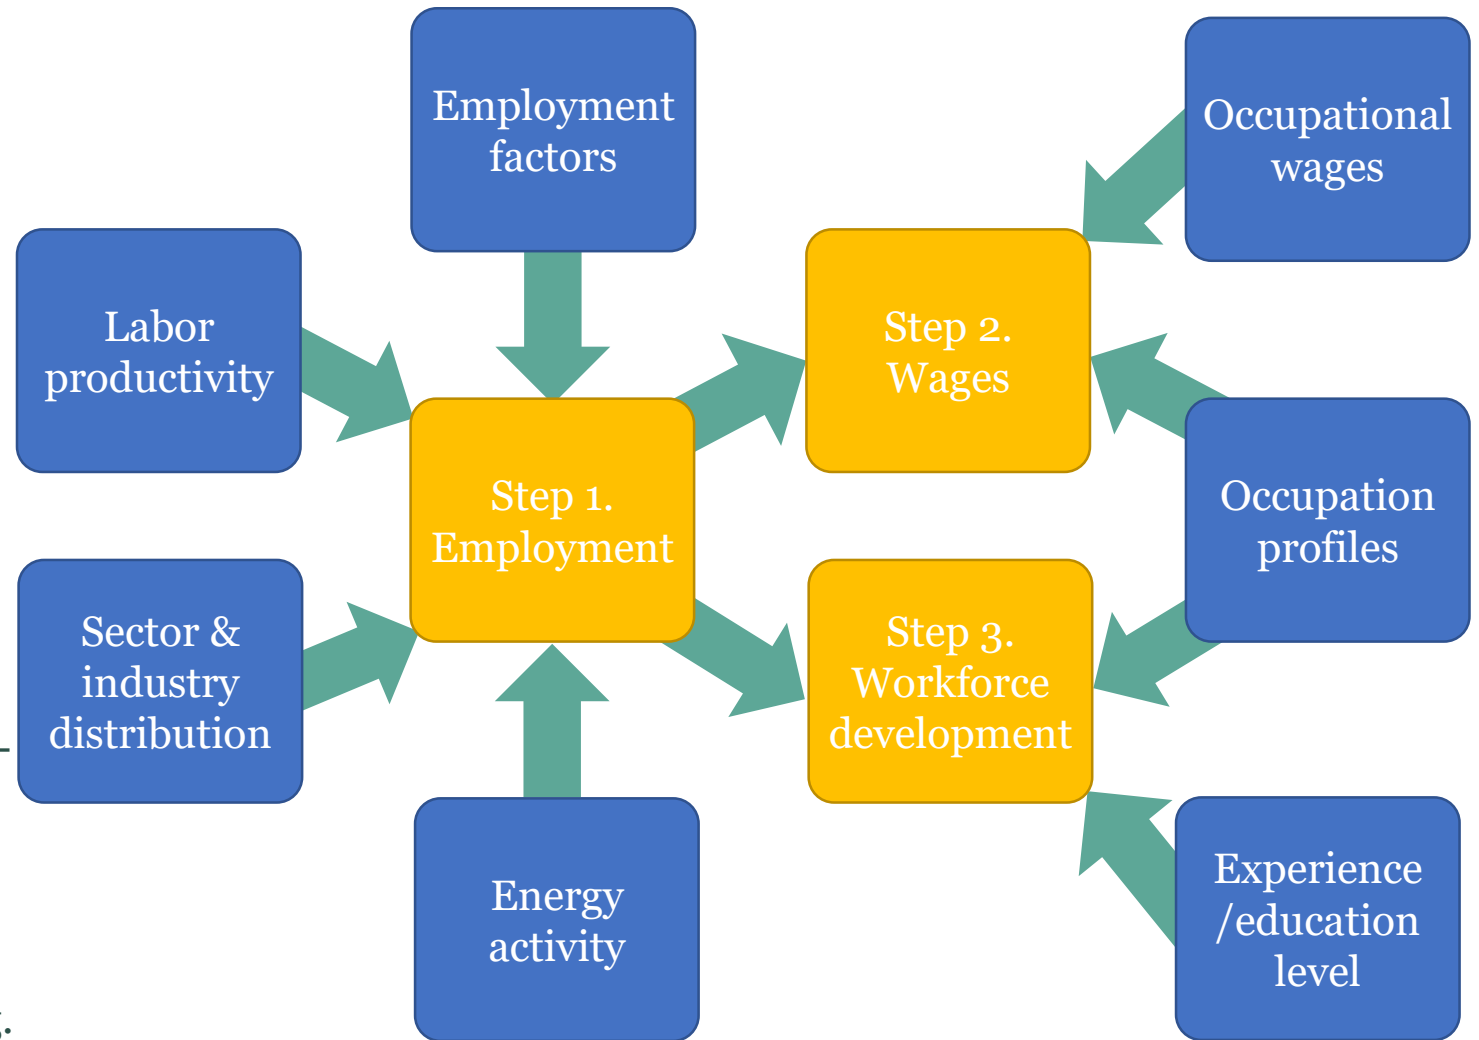 Employment
factors
Occupational
wages
Labor
productivity
Step 2.
Wages
Step 1.
Employment
Occupation
profiles
Sector &
industry
distribution
Step 3.
Workforce
development
Energy
activity
Experience
/education
level